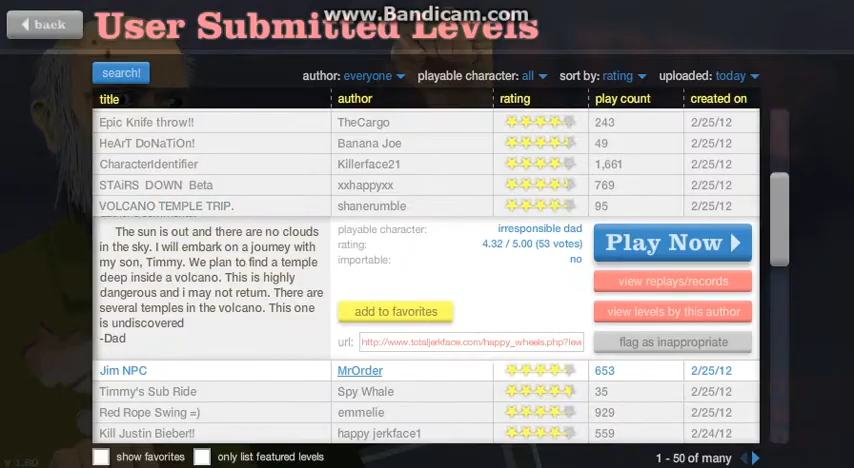 www.Bandicam.com
back
User Submitted Levels
search!
author: everyone playable character: all sort by: rating uploaded: today
title author rating play count created on
Epic Knife throw!! TheCargo 243 2/25/12
HeArT DoNaTiOn! Banana Joe 49 2/25/12
CharacterIdentifier Killerface21 1,661 2/25/12
STAiRS DOWN Beta xxhappyxx 769 2/25/12
VOLCANO TEMPLE TRIP. shanerumble 95 2/25/12
The sun is out and there are no clouds
in the sky. I will embark on a journey with
my son, Timmy. We plan to find a temple
deep inside a volcano. This is highly
dangerous and i may not return. There are
several temples in the volcano. This one
is undiscovered
-Dad
playable character: irresponsible dad
rating: 4.32 / 5.00 (53 votes)
importable: no
add to favorites
url: http://www.totaljerkface.com/happy_wheels.php?lev
Play Now
view replays/records
view levels by this author
flag as inappropriate
Jim NPC MrOrder 653 2/25/12
Timmy's Sub Ride Spy Whale 35 2/25/12
Red Rope Swing =) emmelie 929 2/25/12
Kill Justin Bieber!! happy jerkface1 559 2/24/12
show favorites only list featured levels 1 - 50 of many
v 1.60